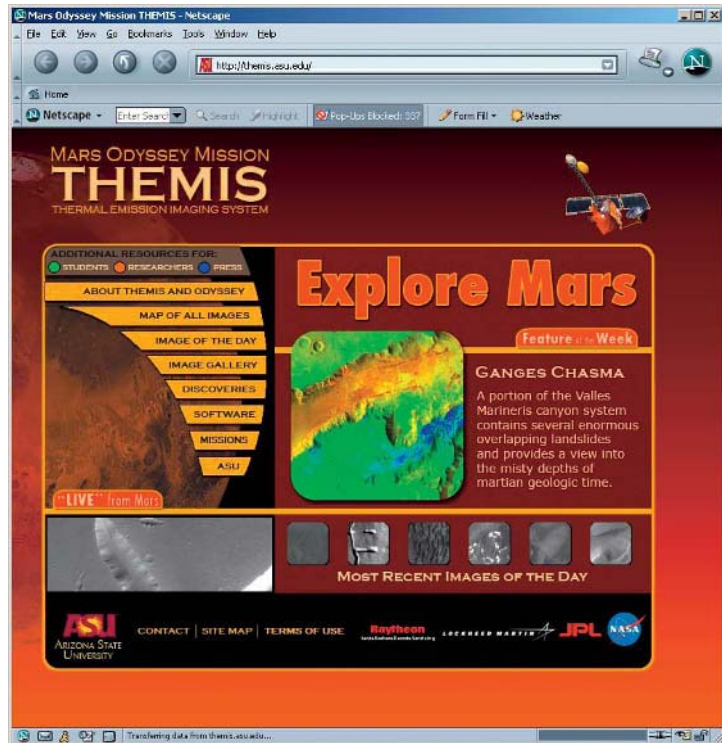 Mars Odyssey Mission THEMIS - Netscape
File Edit View Go Bookmarks Tools Window Help
http://themis.asu.edu/
Home
Netscape Enter Search Search Highlight Pop-Ups Blocked: 337 Form Fill Weather
MARS ODYSSEY MISSION
THEMIS
THERMAL EMISSION IMAGING SYSTEM
ADDITIONAL RESOURCES FOR:
STUDENTS RESEARCHERS PRESS
ABOUT THEMIS AND ODYSSEY
MAP OF ALL IMAGES
IMAGE OF THE DAY
IMAGE GALLERY
DISCOVERIES
SOFTWARE
MISSIONS
ASU
"LIVE" from Mars
Explore Mars
Feature of the Week
GANGES CHASMA
A portion of the Valles
Marineris canyon system
contains several enormous
overlapping landslides
and provides a view into
the misty depths of
martian geologic time.
MOST RECENT IMAGES OF THE DAY
ASU
ARIZONA STATE
UNIVERSITY
CONTACT | SITE MAP | TERMS OF USE
Raytheon
LOCKHEED MARTIN
JPL
NASA
Transferring data from themis.asu.edu...